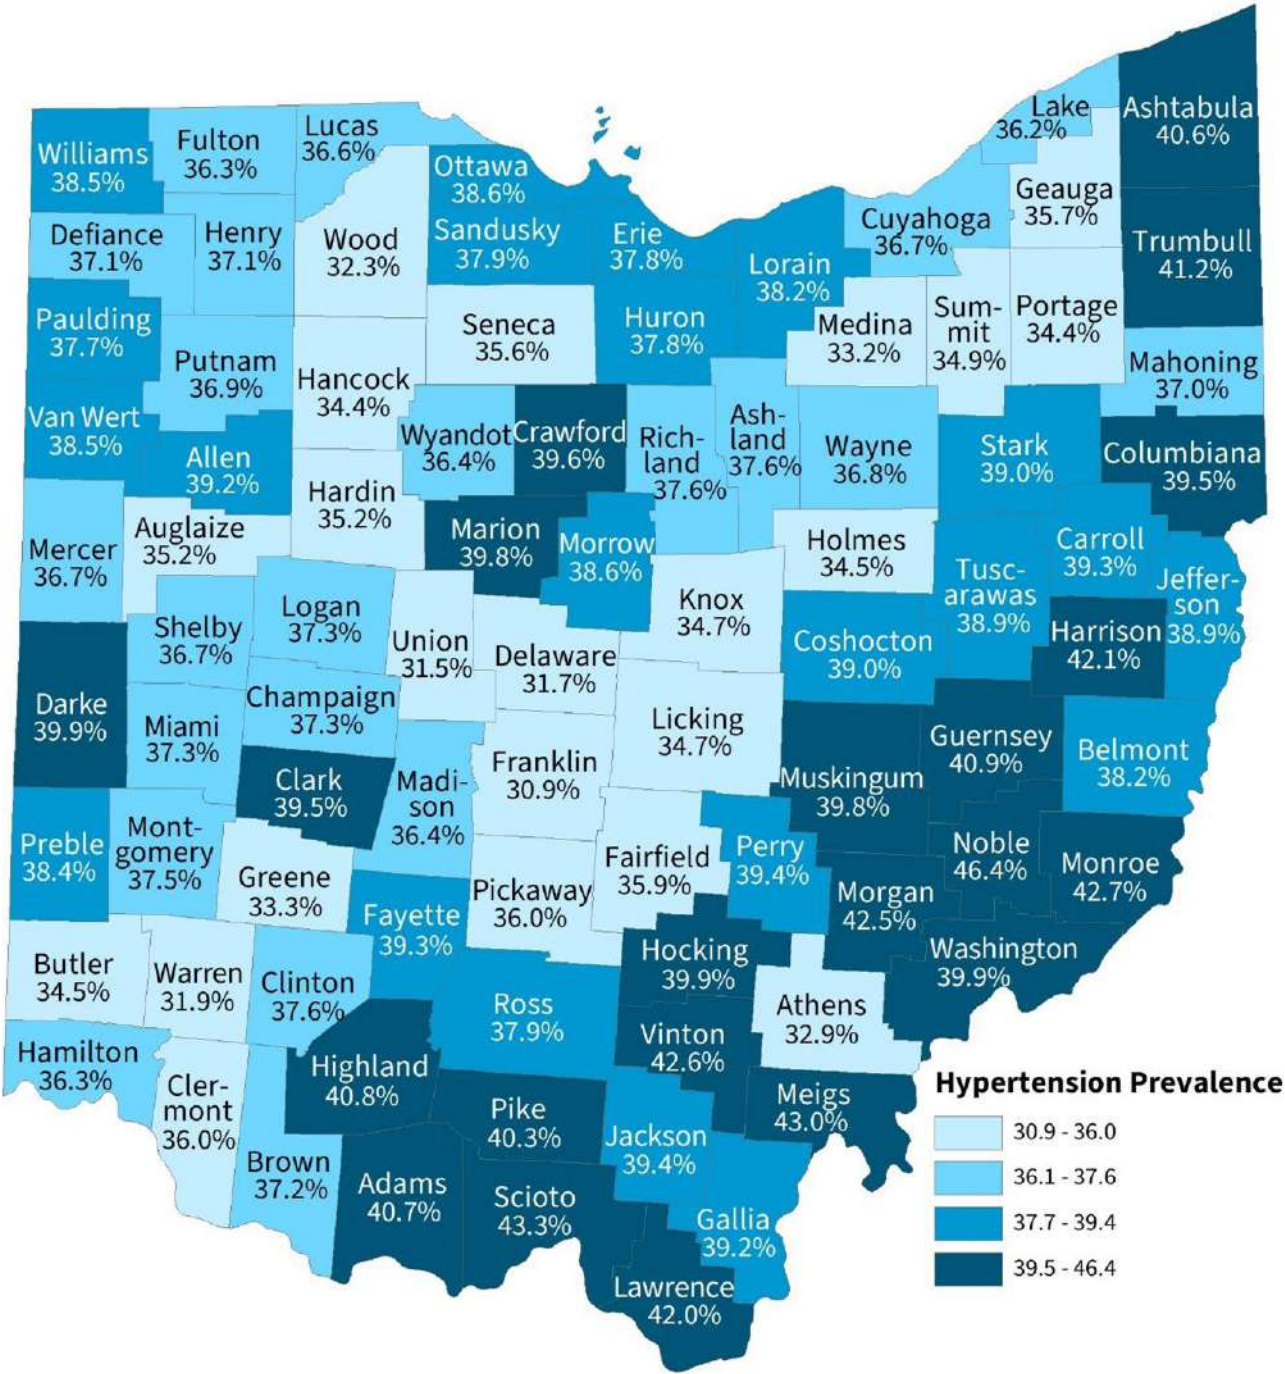 Lake
36.2%
Ashtabula
40.6%
Williams
38.5%
Fulton
36.3%
Lucas
36.6%
Ottawa
38.6%
Geauga
35.7%
Defiance
37.1%
Henry
37.1%
Wood
32.3%
Sandusky
37.9%
Erie
37.8%
Lorain
38.2%
Cuyahoga
36.7%
Trumbull
41.2%
Paulding
37.7%
Putnam
36.9%
Hancock
34.4%
Seneca
35.6%
Huron
37.8%
Medina
33.2%
Sum-
mit
34.9%
Portage
34.4%
Mahoning
37.0%
Van Wert
38.5%
Allen
39.2%
Wyandot
36.4%
Crawford
39.6%
Rich-
land
37.6%
Ash-
land
37.6%
Wayne
36.8%
Stark
39.0%
Columbiana
39.5%
Mercer
36.7%
Auglaize
35.2%
Hardin
35.2%
Marion
39.8%
Morrow
38.6%
Holmes
34.5%
Tusc-
arawas
38.9%
Carroll
39.3%
Jeffer-
son
38.9%
Shelby
36.7%
Logan
37.3%
Union
31.5%
Delaware
31.7%
Knox
34.7%
Coshocton
39.0%
Harrison
42.1%
Darke
39.9%
Miami
37.3%
Champaign
37.3%
Clark
39.5%
Madi-
son
36.4%
Franklin
30.9%
Licking
34.7%
Muskingum
39.8%
Guernsey
40.9%
Belmont
38.2%
Preble
38.4%
Mont-
gomery
37.5%
Greene
33.3%
Fayette
39.3%
Pickaway
36.0%
Fairfield
35.9%
Perry
39.4%
Morgan
42.5%
Noble
46.4%
Monroe
42.7%
Butler
34.5%
Warren
31.9%
Clinton
37.6%
Ross
37.9%
Hocking
39.9%
Athens
32.9%
Washington
39.9%
Hamilton
36.3%
Cler-
mont
36.0%
Highland
40.8%
Vinton
42.6%
Meigs
43.0%
Brown
37.2%
Adams
40.7%
Pike
40.3%
Scioto
43.3%
Jackson
39.4%
Gallia
39.2%
Lawrence
42.0%
Hypertension Prevalence
30.9 - 36.0
36.1 - 37.6
37.7 - 39.4
39.5 - 46.4